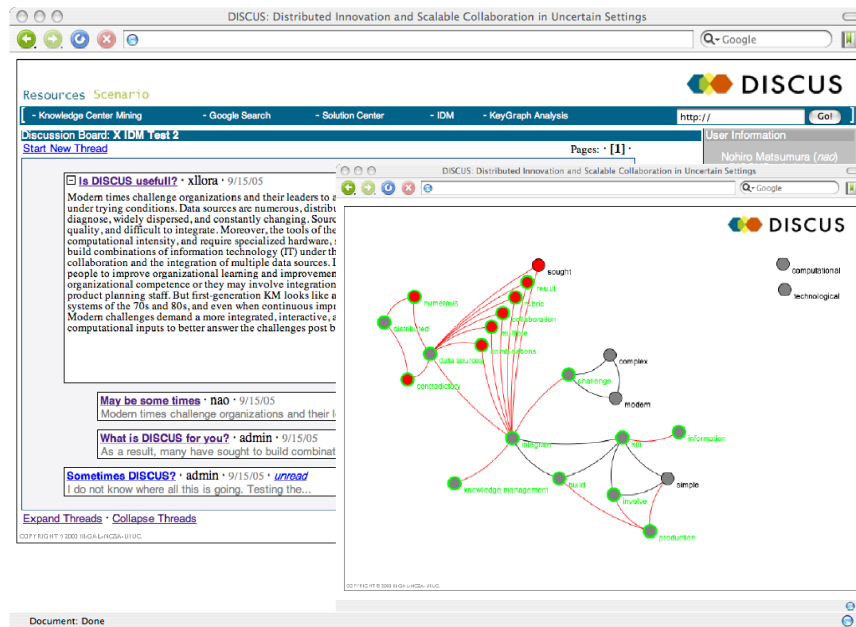 DISCUS: Distributed Innovation and Scalable Collaboration in Uncertain Settings
Google
DISCUS
Resources Scenario
- Knowledge Center Mining - Google Search - Solution Center - IDM - KeyGraph Analysis http:// Go!
Discussion Board: X IDM Test 2 User Information
Start New Thread Pages: · [1] ·
Nohiro Matsumura (nao)
Is DISCUS usefull? · xllora · 9/15/05
Modern times challenge organizations and their leaders to a
under trying conditions. Data sources are numerous, distribu
diagnose, widely dispersed, and constantly changing. Sourc
quality, and difficult to integrate. Moreover, the tools of the
computational intensity, and require specialized hardware, s
build combinations of information technology (IT) under th
collaboration and the integration of multiple data sources. I
people to improve organizational learning and improvemen
organizational competence or they may involve integration
product planning staff. But first-generation KM looks like a
systems of the 70s and 80s, and even when continuous impr
Modern challenges demand a more integrated, interactive, a
computational inputs to better answer the challenges post b
May be some times · nao · 9/15/05
Modern times challenge organizations and their l
What is DISCUS for you? · admin · 9/15/05
As a result, many have sought to build combinat
Sometimes DISCUS? · admin · 9/15/05 · unread
I do not know where all this is going. Testing the...
Expand Threads · Collapse Threads
Document: Done
DISCUS: Distributed Innovation and Scalable Collaboration in Uncertain Settings
Google
DISCUS
sought
computational
result
technological
numerous
collaboration
distributed
multiple
data sources
complex
contradictory
challenge
modern
integrate
information
knowledge management
build
simple
involve
production